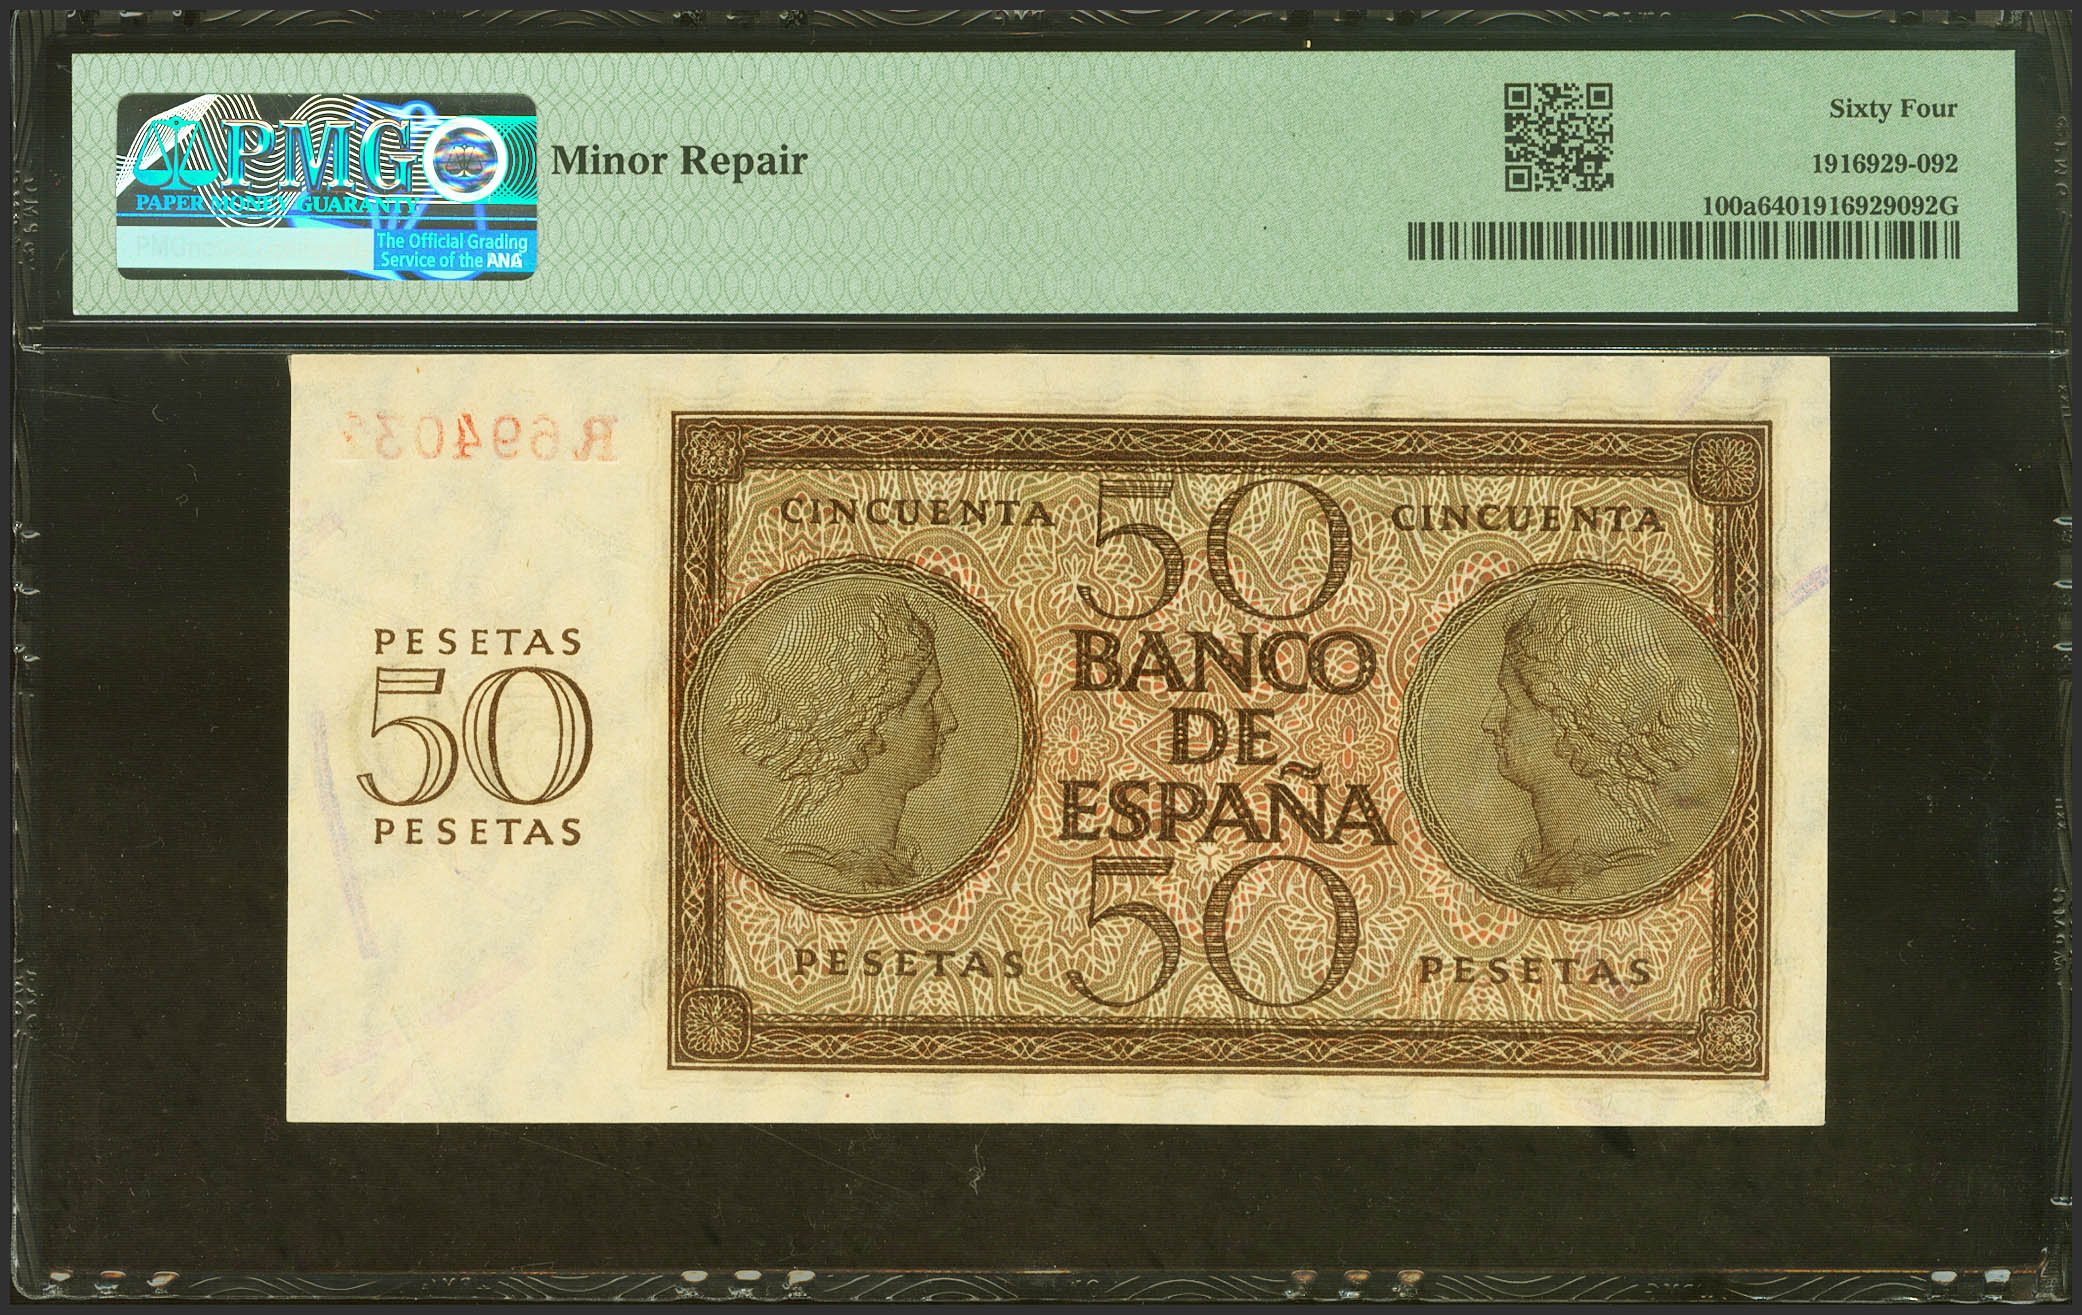 PMG
PAPER MONEY GUARANTY
The Official Grading
Service of the ANA
Minor Repair
Sixty Four
1916929-092
100a6401916929092G
R69403
CINCUENTA 50 CINCUENTA
BANCO
DE
ESPAÑA
50
PESETAS PESETAS
PESETAS
50
PESETAS